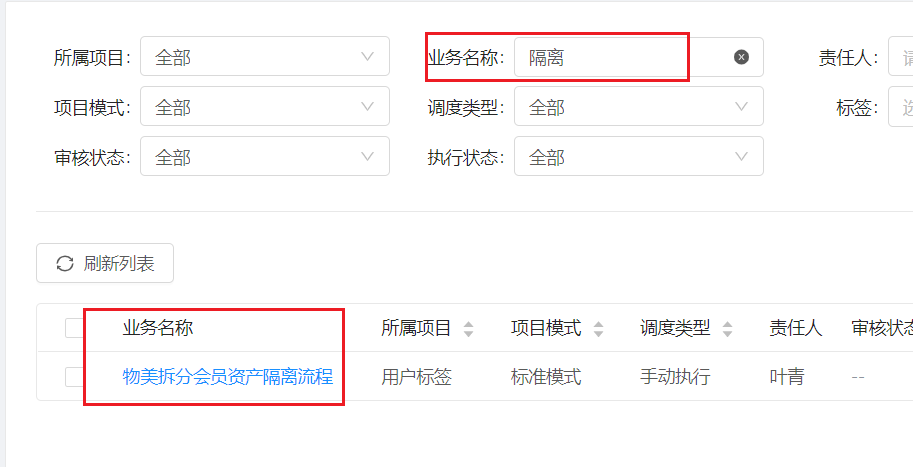 所属项目： 全部 业务名称： 隔离 责任人： 请
项目模式： 全部 调度类型： 全部 标签： 选
审核状态： 全部 执行状态： 全部
刷新列表
业务名称 所属项目 项目模式 调度类型 责任人 审核状态
物美拆分会员资产隔离流程 用户标签 标准模式 手动执行 叶青 --